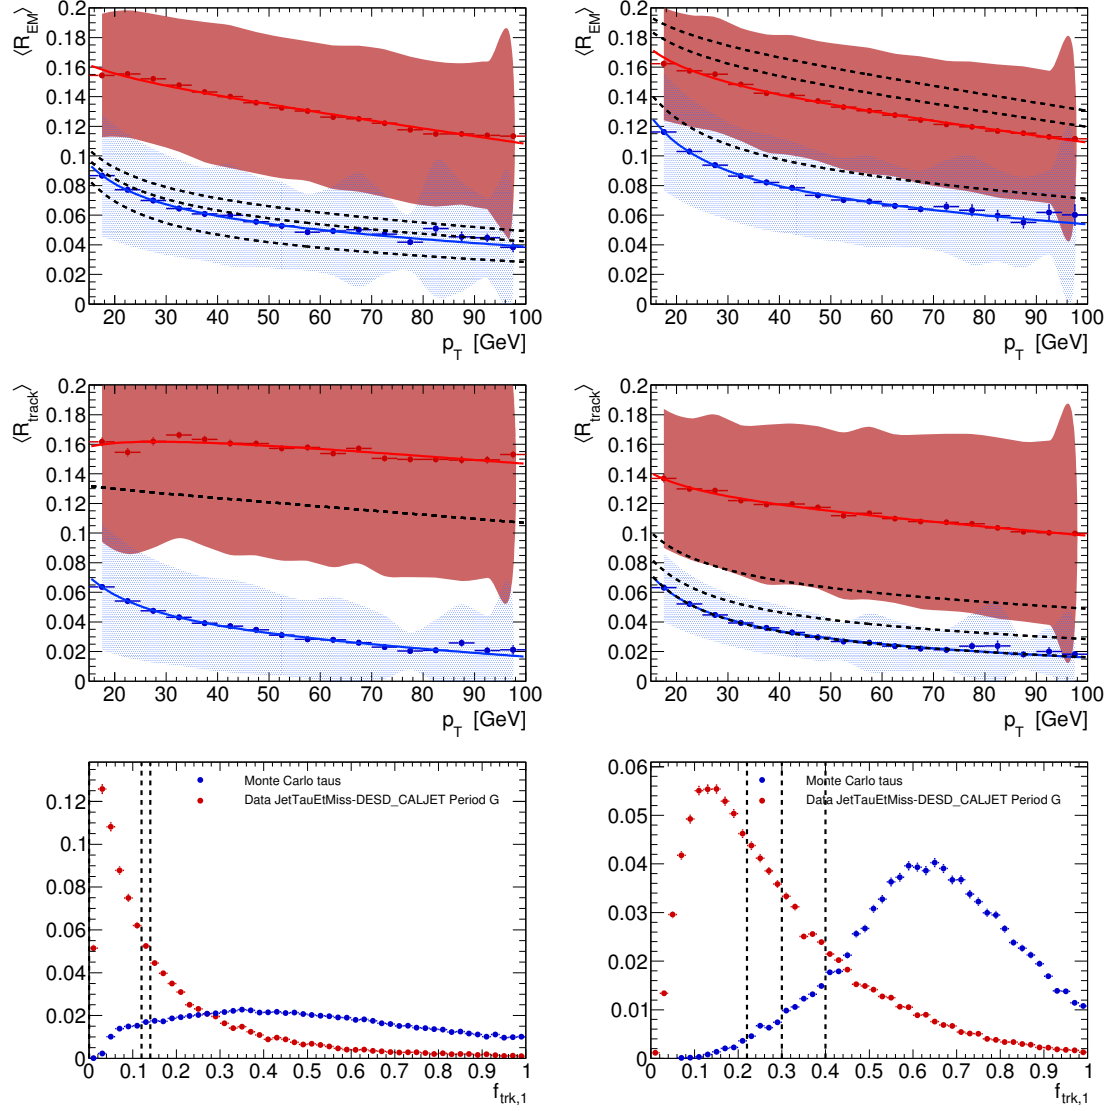 ⟨R_EM⟩
0.2
0.18
0.16
0.14
0.12
0.1
0.08
0.06
0.04
0.02
0
20 30 40 50 60 70 80 90 100
p_T [GeV]
⟨R_EM⟩
0.2
0.18
0.16
0.14
0.12
0.1
0.08
0.06
0.04
0.02
0
20 30 40 50 60 70 80 90 100
p_T [GeV]
⟨R_track⟩
0.2
0.18
0.16
0.14
0.12
0.1
0.08
0.06
0.04
0.02
0
20 30 40 50 60 70 80 90 100
p_T [GeV]
⟨R_track⟩
0.2
0.18
0.16
0.14
0.12
0.1
0.08
0.06
0.04
0.02
0
20 30 40 50 60 70 80 90 100
p_T [GeV]
Monte Carlo taus
Data JetTauEtMiss-DESD_CALJET Period G
0.12
0.1
0.08
0.06
0.04
0.02
0
0 0.1 0.2 0.3 0.4 0.5 0.6 0.7 0.8 0.9 1
f_trk,1
Monte Carlo taus
Data JetTauEtMiss-DESD_CALJET Period G
0.06
0.05
0.04
0.03
0.02
0.01
0
0 0.1 0.2 0.3 0.4 0.5 0.6 0.7 0.8 0.9 1
f_trk,1